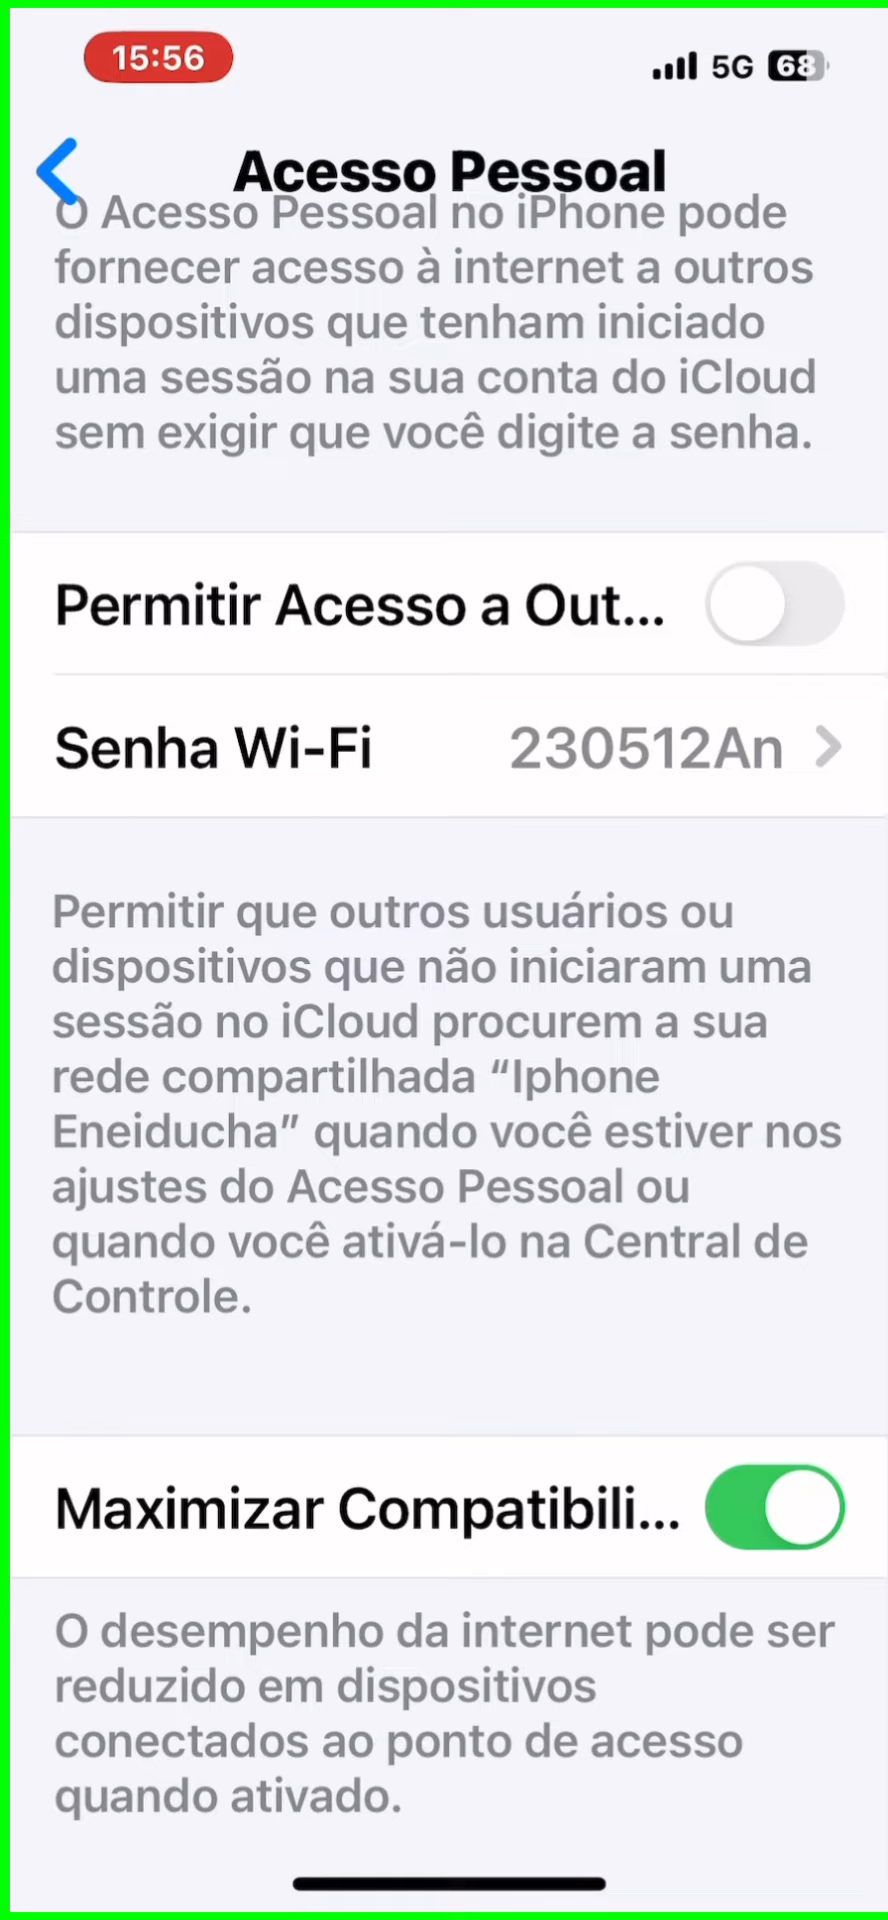 15:56
5G 68
Acesso Pessoal
O Acesso Pessoal no iPhone pode
fornecer acesso à internet a outros
dispositivos que tenham iniciado
uma sessão na sua conta do iCloud
sem exigir que você digite a senha.
Permitir Acesso a Out...
Senha Wi-Fi 230512An
Permitir que outros usuários ou
dispositivos que não iniciaram uma
sessão no iCloud procurem a sua
rede compartilhada “Iphone
Eneiducha” quando você estiver nos
ajustes do Acesso Pessoal ou
quando você ativá-lo na Central de
Controle.
Maximizar Compatibili...
O desempenho da internet pode ser
reduzido em dispositivos
conectados ao ponto de acesso
quando ativado.